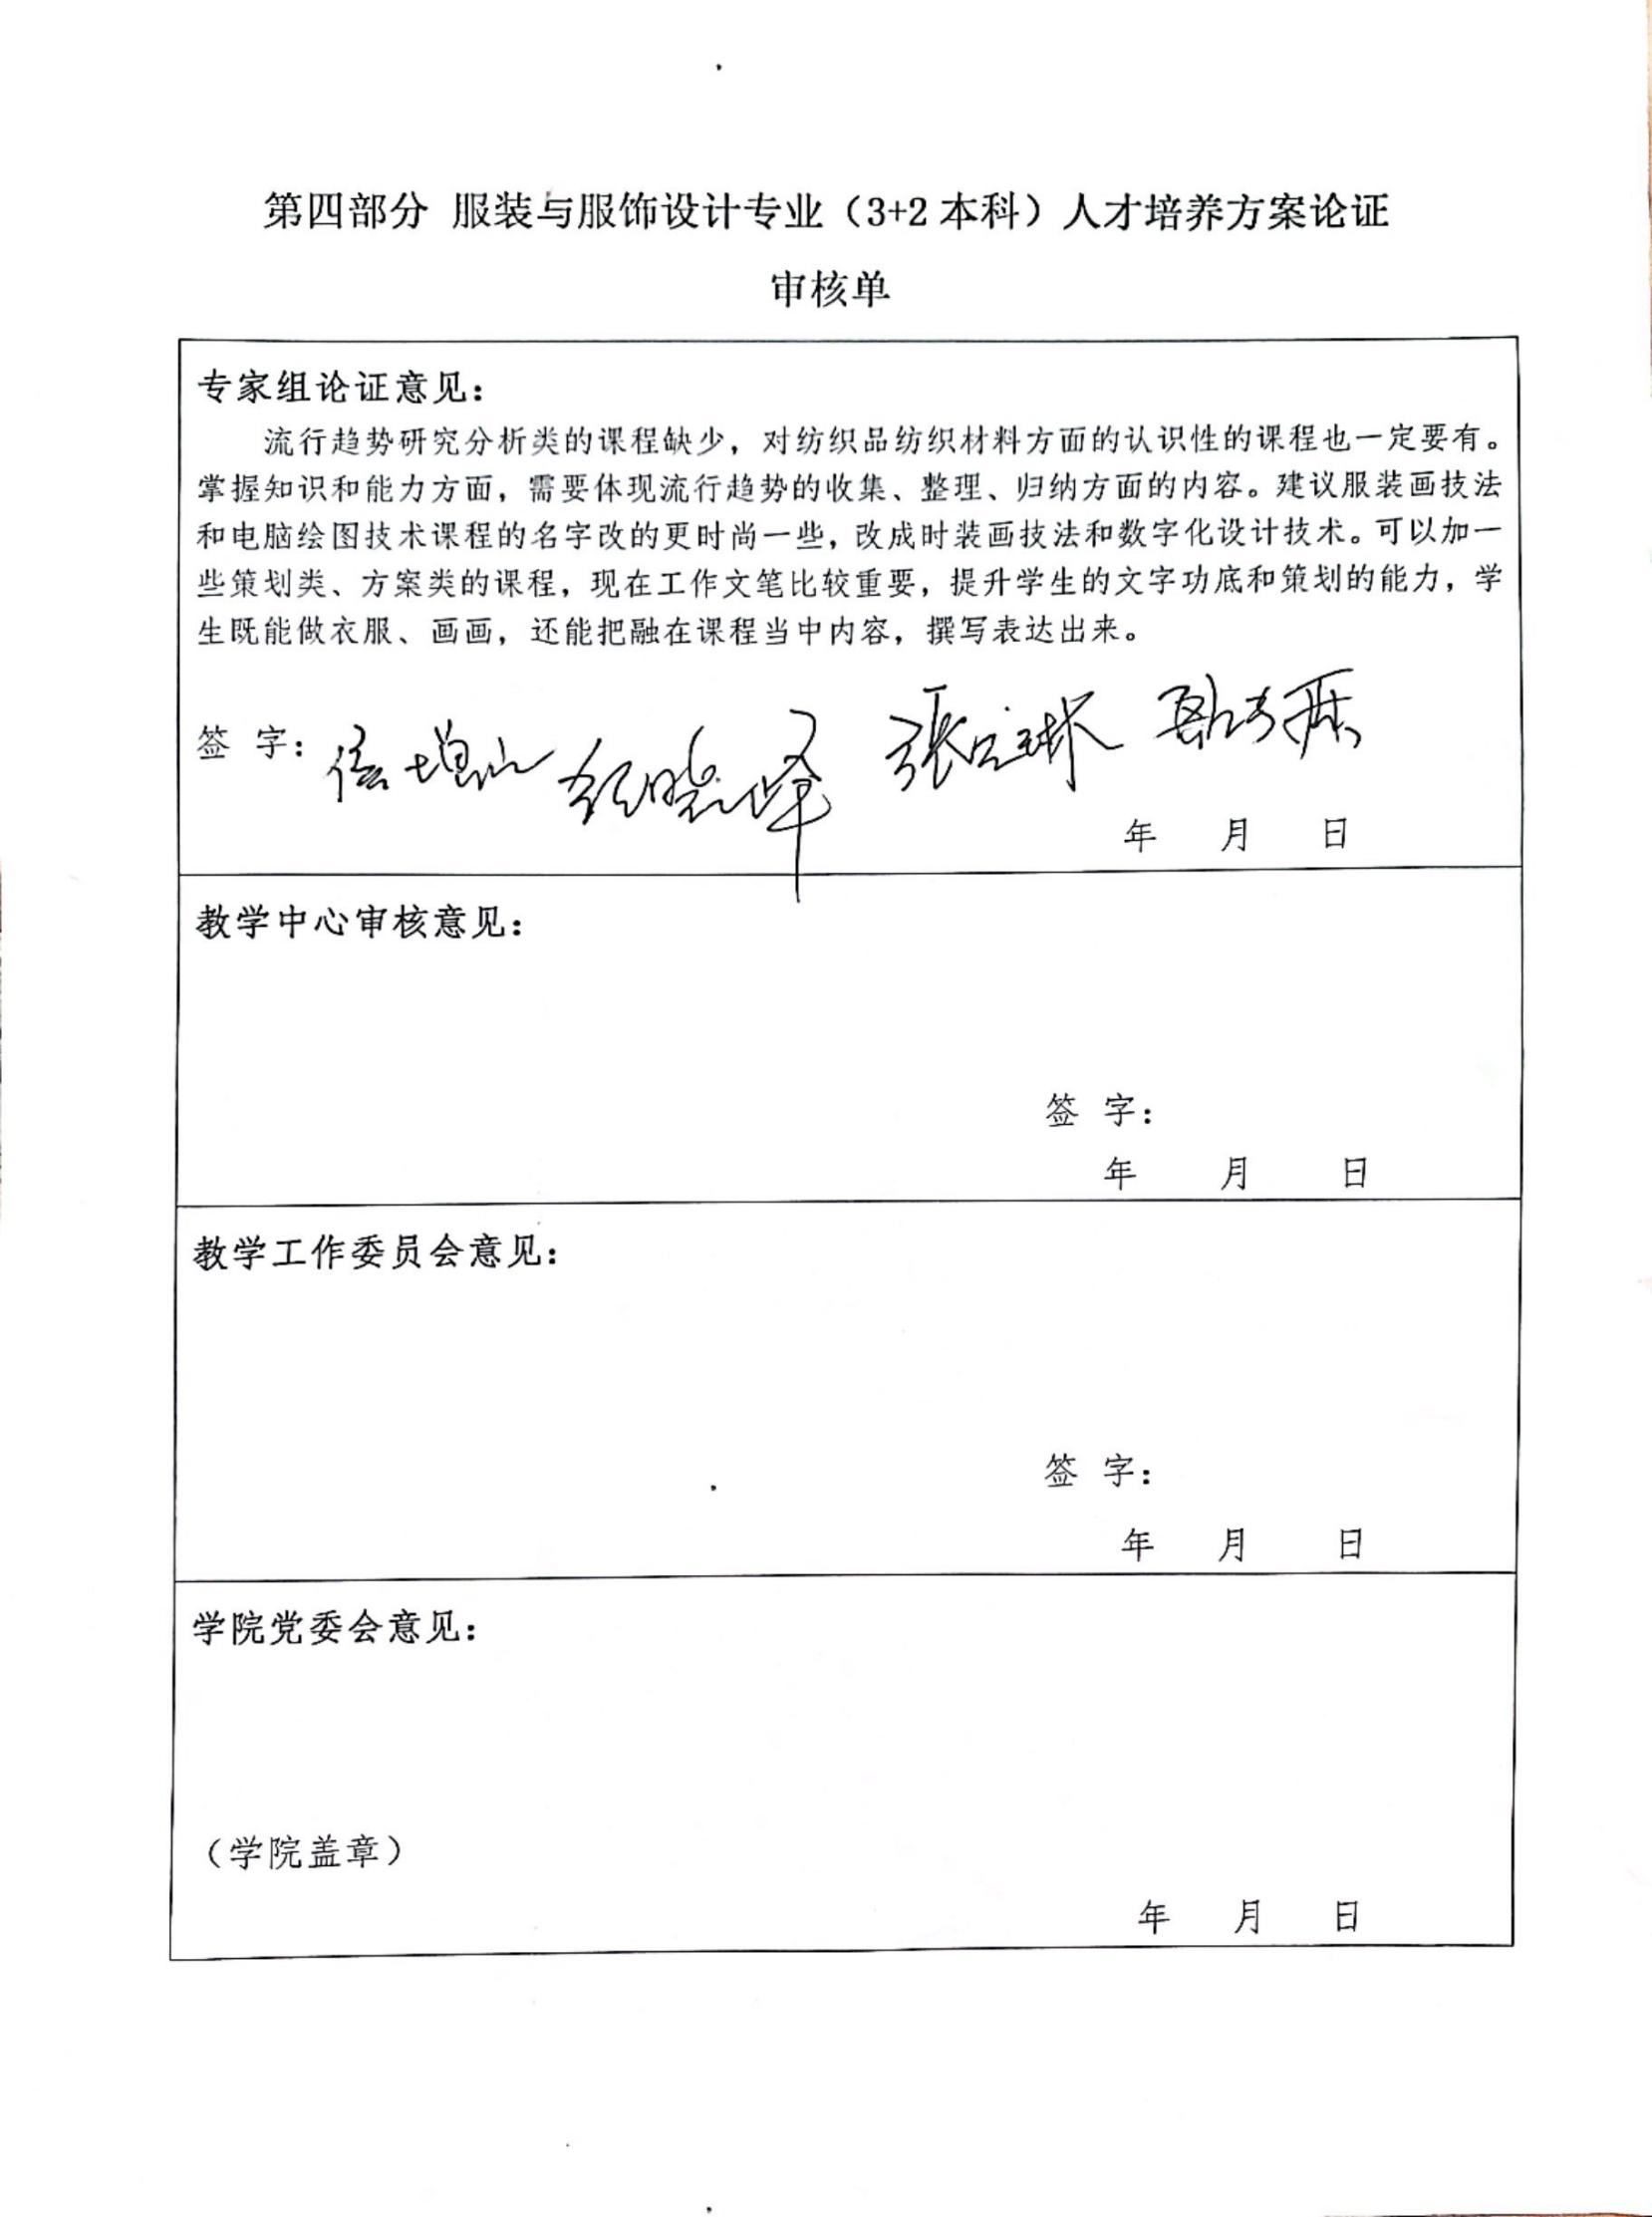 第四部分 服装与服饰设计专业（3+2本科）人才培养方案论证
审核单
专家组论证意见：
流行趋势研究分析类的课程缺少，对纺织品纺织材料方面的认识性的课程也一定要有。
掌握知识和能力方面，需要体现流行趋势的收集、整理、归纳方面的内容。建议服装画技法
和电脑绘图技术课程的名字改的更时尚一些，改成时装画技法和数字化设计技术。可以加一
些策划类、方案类的课程，现在工作文笔比较重要，提升学生的文字功底和策划的能力，学
生既能做衣服、画画，还能把融在课程当中内容，撰写表达出来。
签 字：
年 月 日
教学中心审核意见：
签 字：
年 月 日
教学工作委员会意见：
签 字：
年 月 日
学院党委会意见：
（学院盖章）
年 月 日